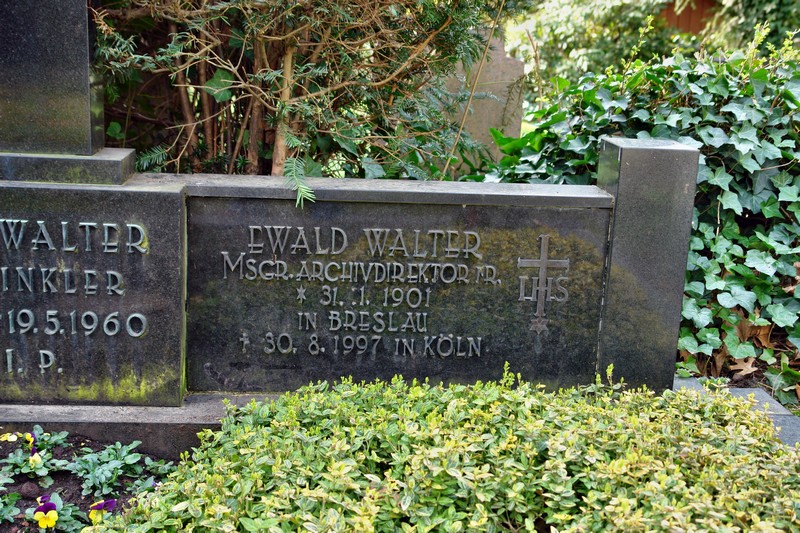 WALTER
INKLER
19.5.1960
I. P.
EWALD WALTER
MSGR. ARCHIVDIREKTOR I.R.
* 31. 1. 1901
IN BRESLAU
† 30. 8. 1997 IN KÖLN
IHS